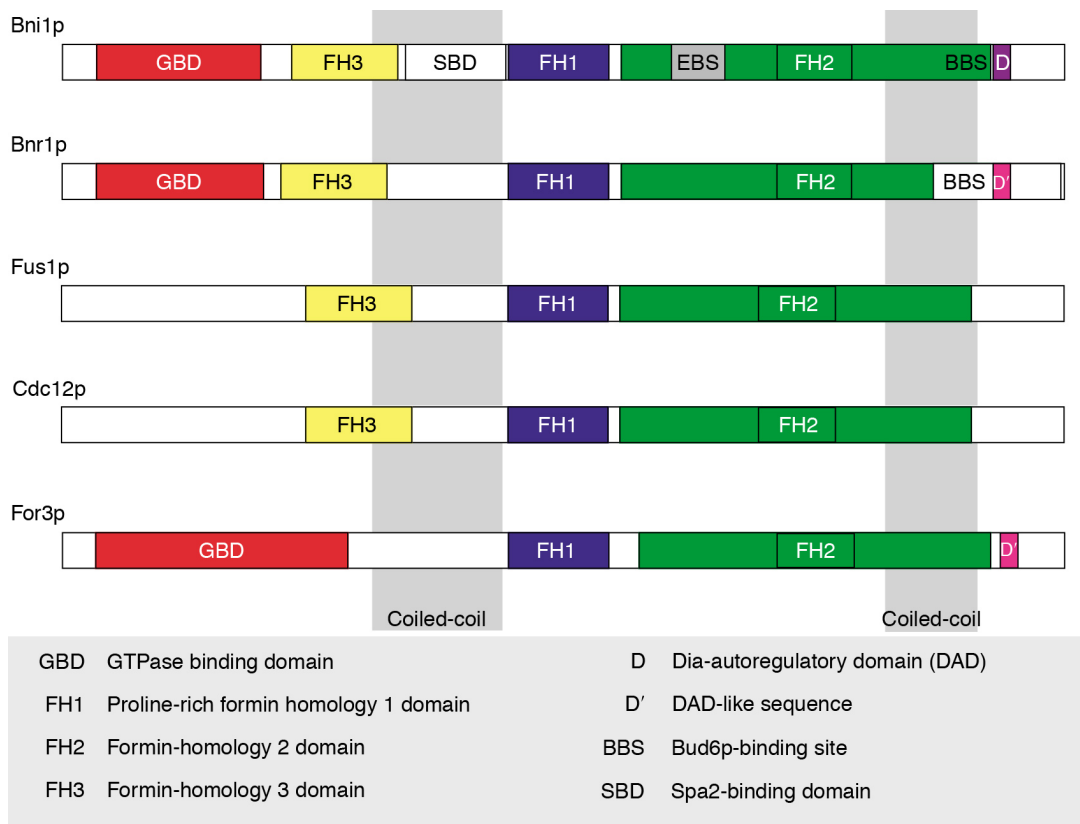 Bni1p
GBD FH3 SBD FH1 EBS FH2 BBS D
Bnr1p
GBD FH3 FH1 FH2 BBS D′
Fus1p
FH3 FH1 FH2
Cdc12p
FH3 FH1 FH2
For3p
GBD FH1 FH2 D′
Coiled-coil Coiled-coil
GBD GTPase binding domain
FH1 Proline-rich formin homology 1 domain
FH2 Formin-homology 2 domain
FH3 Formin-homology 3 domain
D Dia-autoregulatory domain (DAD)
D′ DAD-like sequence
BBS Bud6p-binding site
SBD Spa2-binding domain